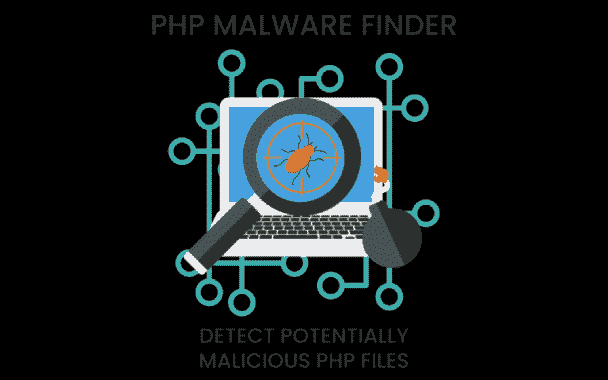 PHP MALWARE FINDER
DETECT POTENTIALLY
MALICIOUS PHP FILES